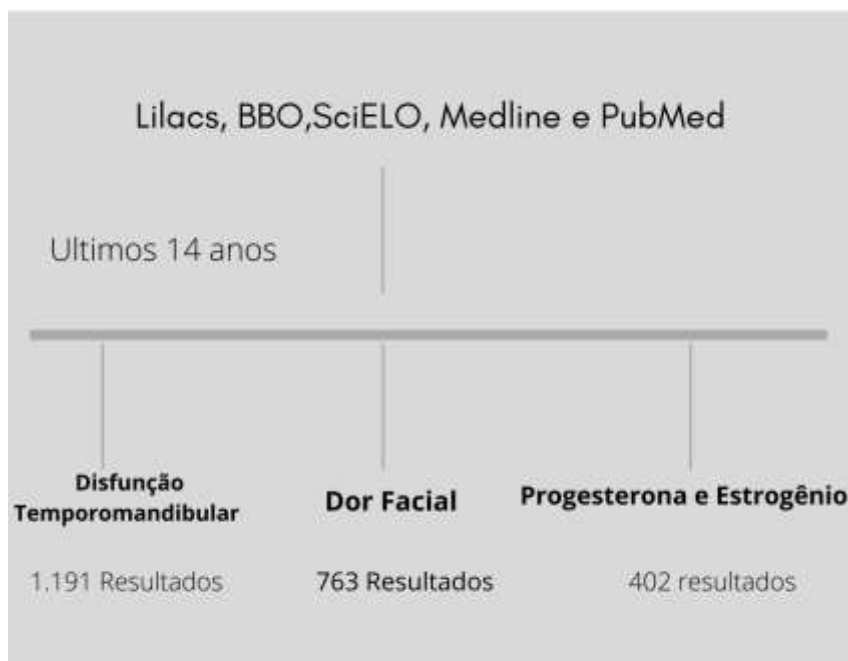 Lilacs, BBO,SciELO, Medline e PubMed
Ultimos 14 anos
Disfunção
Temporomandibular
Dor Facial
Progesterona e Estrogênio
1.191 Resultados
763 Resultados
402 resultados